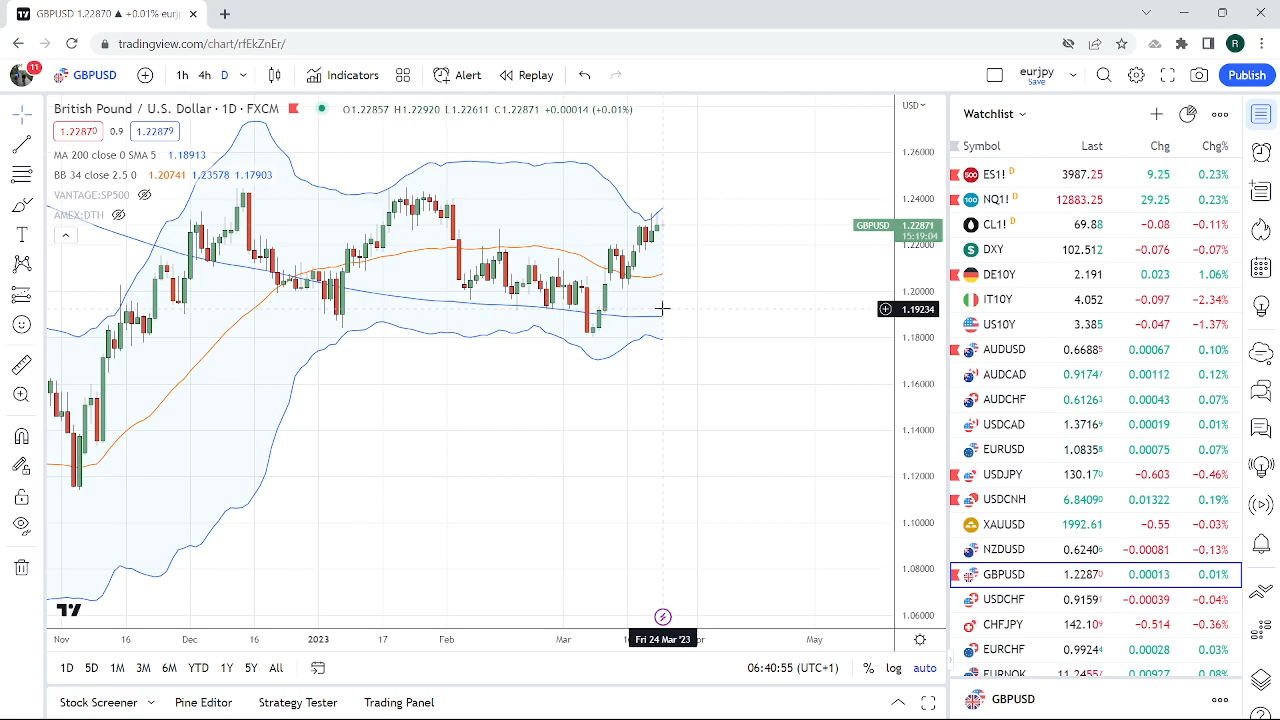 GBPUSD 1.22870 ▲ +0.01% eurj
tradingview.com/chart/rfEkZnEr/
R
11
GBPUSD
1h 4h D
Indicators
Alert
Replay
eurjpy
Save
Publish
British Pound / U.S. Dollar · 1D · FXCM
O1.22857 H1.22920 L1.22611 C1.22871 +0.00014 (+0.01%)
USD
1.22870 0.9 1.22879
MA 200 close 0 SMA 5 1.18913
BB 34 close 2.5 0 1.20741 1.23578 1.17903
VANTAGE:SP500
AMEX:DTH
1.26000
1.24000
GBPUSD 1.22871
15:19:04
1.22000
1.20000
1.19234
1.18000
1.16000
1.14000
1.12000
1.10000
1.08000
1.06000
Nov 16 Dec 16 2023 17 Feb Mar Fri 24 Mar '23 May
1D 5D 1M 3M 6M YTD 1Y 5Y All
06:40:55 (UTC+1) % log auto
Stock Screener Pine Editor Strategy Tester Trading Panel
Watchlist
Symbol Last Chg Chg%
ES1! D 3987.25 9.25 0.23%
NQ1! D 12883.25 29.25 0.23%
CL1! D 69.88 −0.08 −0.11%
DXY 102.512 −0.076 −0.07%
DE10Y 2.191 0.023 1.06%
IT10Y 4.052 −0.097 −2.34%
US10Y 3.385 −0.047 −1.37%
AUDUSD 0.66885 0.00067 0.10%
AUDCAD 0.91747 0.00112 0.12%
AUDCHF 0.61263 0.00043 0.07%
USDCAD 1.37169 0.00019 0.01%
EURUSD 1.08358 0.00075 0.07%
USDJPY 130.170 −0.603 −0.46%
USDCNH 6.84090 0.01322 0.19%
XAUUSD 1992.61 −0.55 −0.03%
NZDUSD 0.62406 −0.00081 −0.13%
GBPUSD 1.22870 0.00013 0.01%
USDCHF 0.91591 −0.00039 −0.04%
CHFJPY 142.109 −0.514 −0.36%
EURCHF 0.99244 0.00028 0.03%
EURNOK 11.22455 0.00927 0.08%
GBPUSD